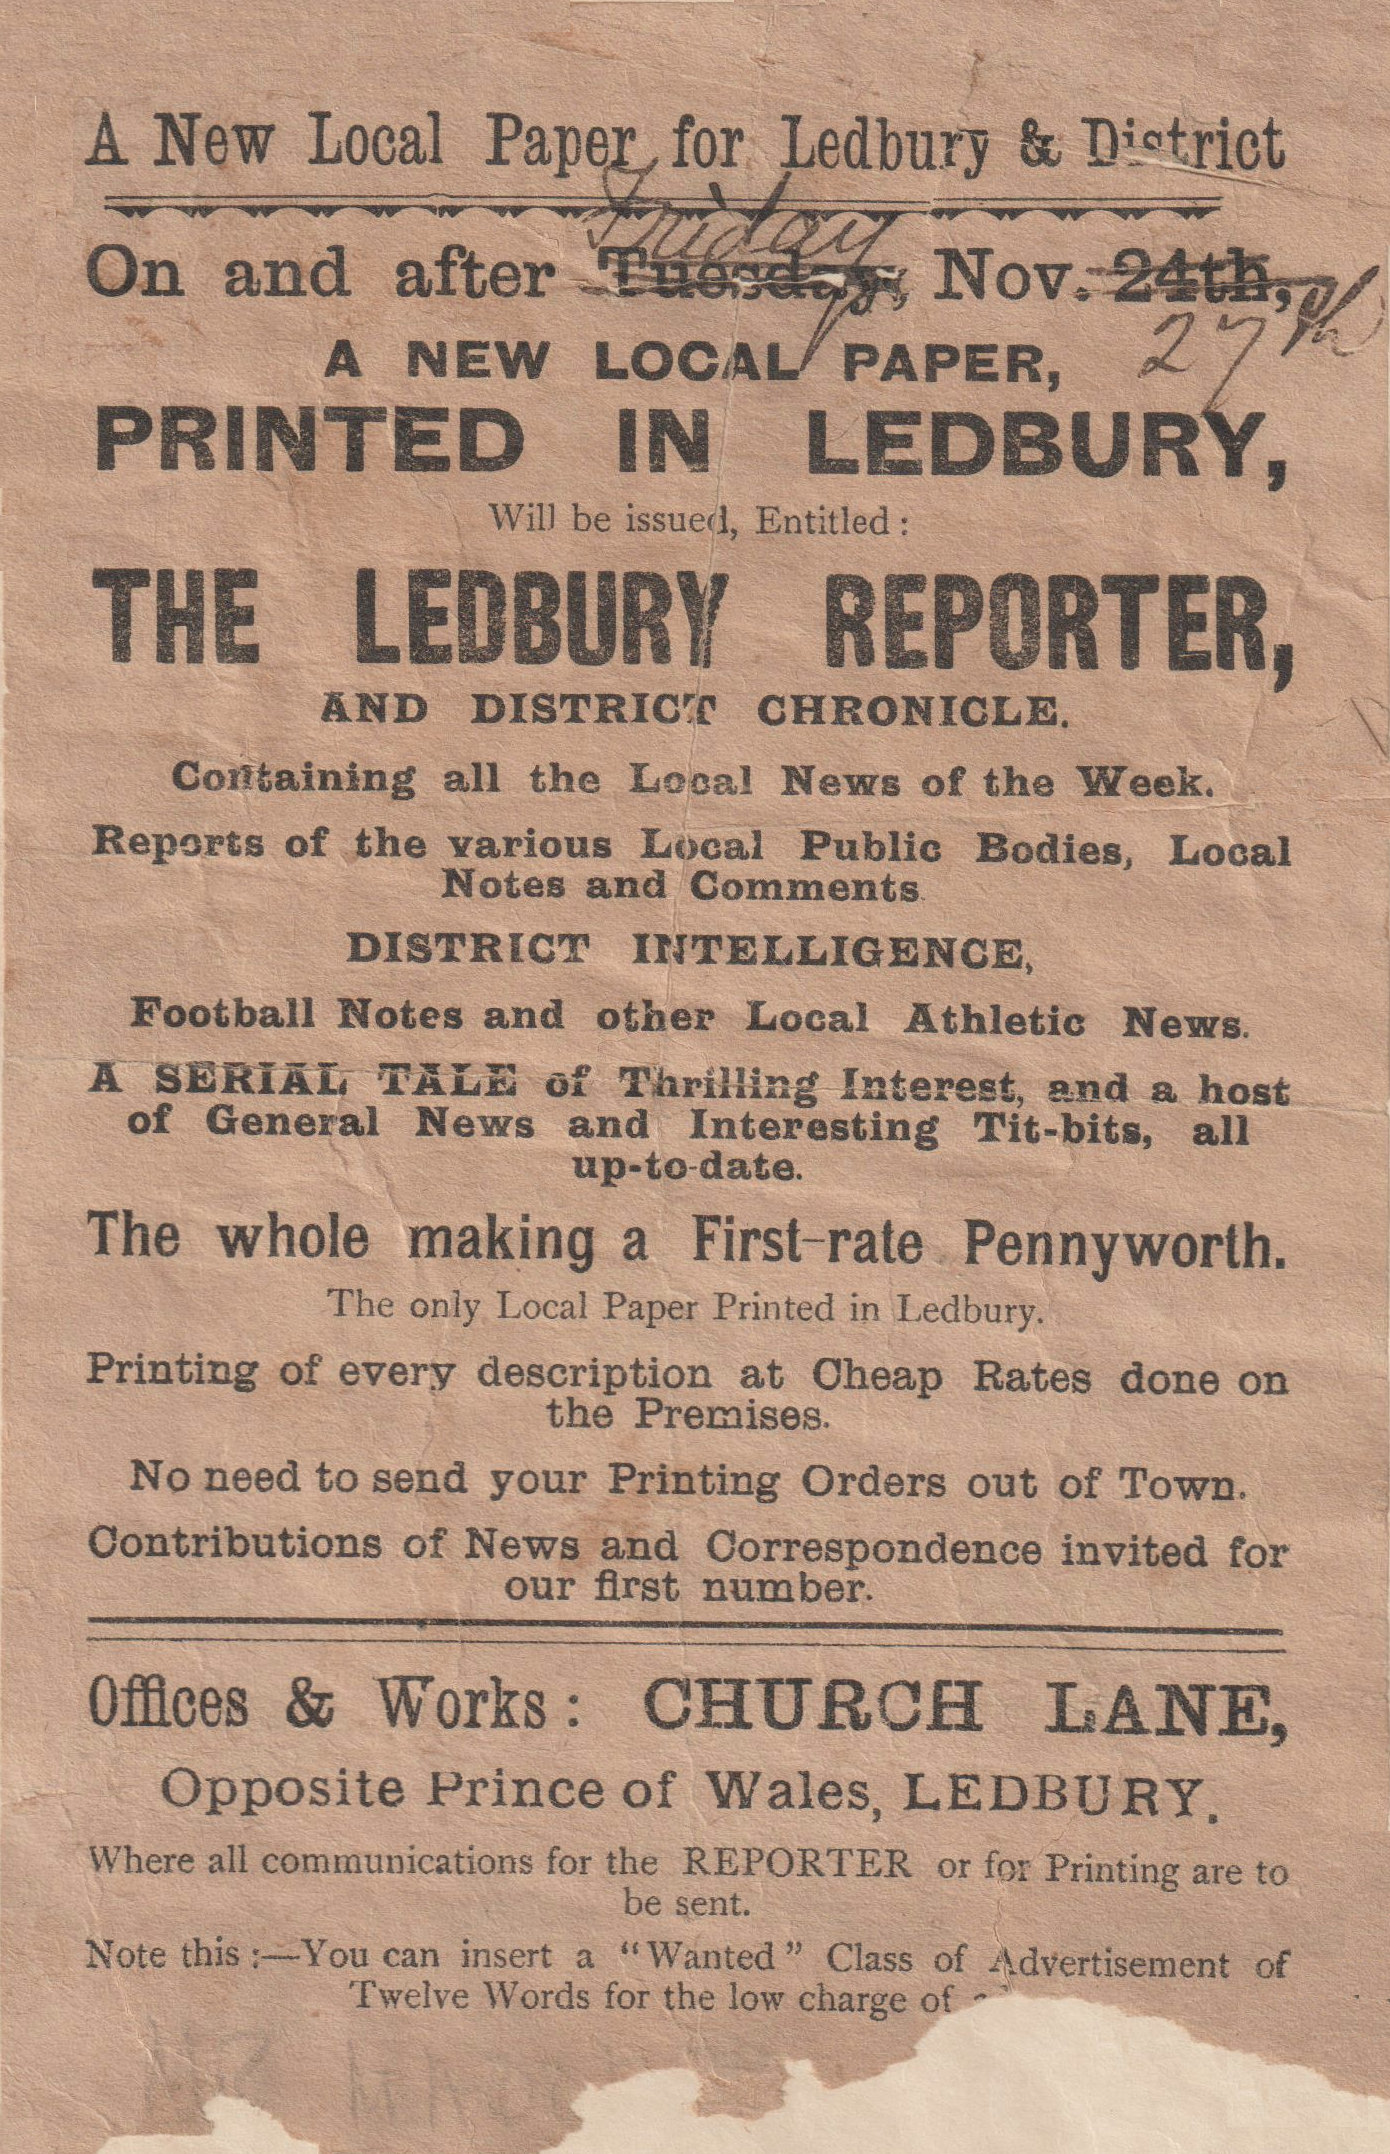 A New Local Paper for Ledbury & District
Friday
On and after Tuesday, Nov. 24th,
27th
A NEW LOCAL PAPER,
PRINTED IN LEDBURY,
Will be issued, Entitled :
THE LEDBURY REPORTER,
AND DISTRICT CHRONICLE.
Containing all the Local News of the Week.
Reports of the various Local Public Bodies, Local
Notes and Comments.
DISTRICT INTELLIGENCE,
Football Notes and other Local Athletic News.
A SERIAL TALE of Thrilling Interest, and a host
of General News and Interesting Tit-bits, all
up-to-date.
The whole making a First-rate Pennyworth.
The only Local Paper Printed in Ledbury.
Printing of every description at Cheap Rates done on
the Premises.
No need to send your Printing Orders out of Town.
Contributions of News and Correspondence invited for
our first number.
Offices & Works : CHURCH LANE,
Opposite Prince of Wales, LEDBURY.
Where all communications for the REPORTER or for Printing are to
be sent.
Note this :—You can insert a "Wanted" Class of Advertisement of
Twelve Words for the low charge of